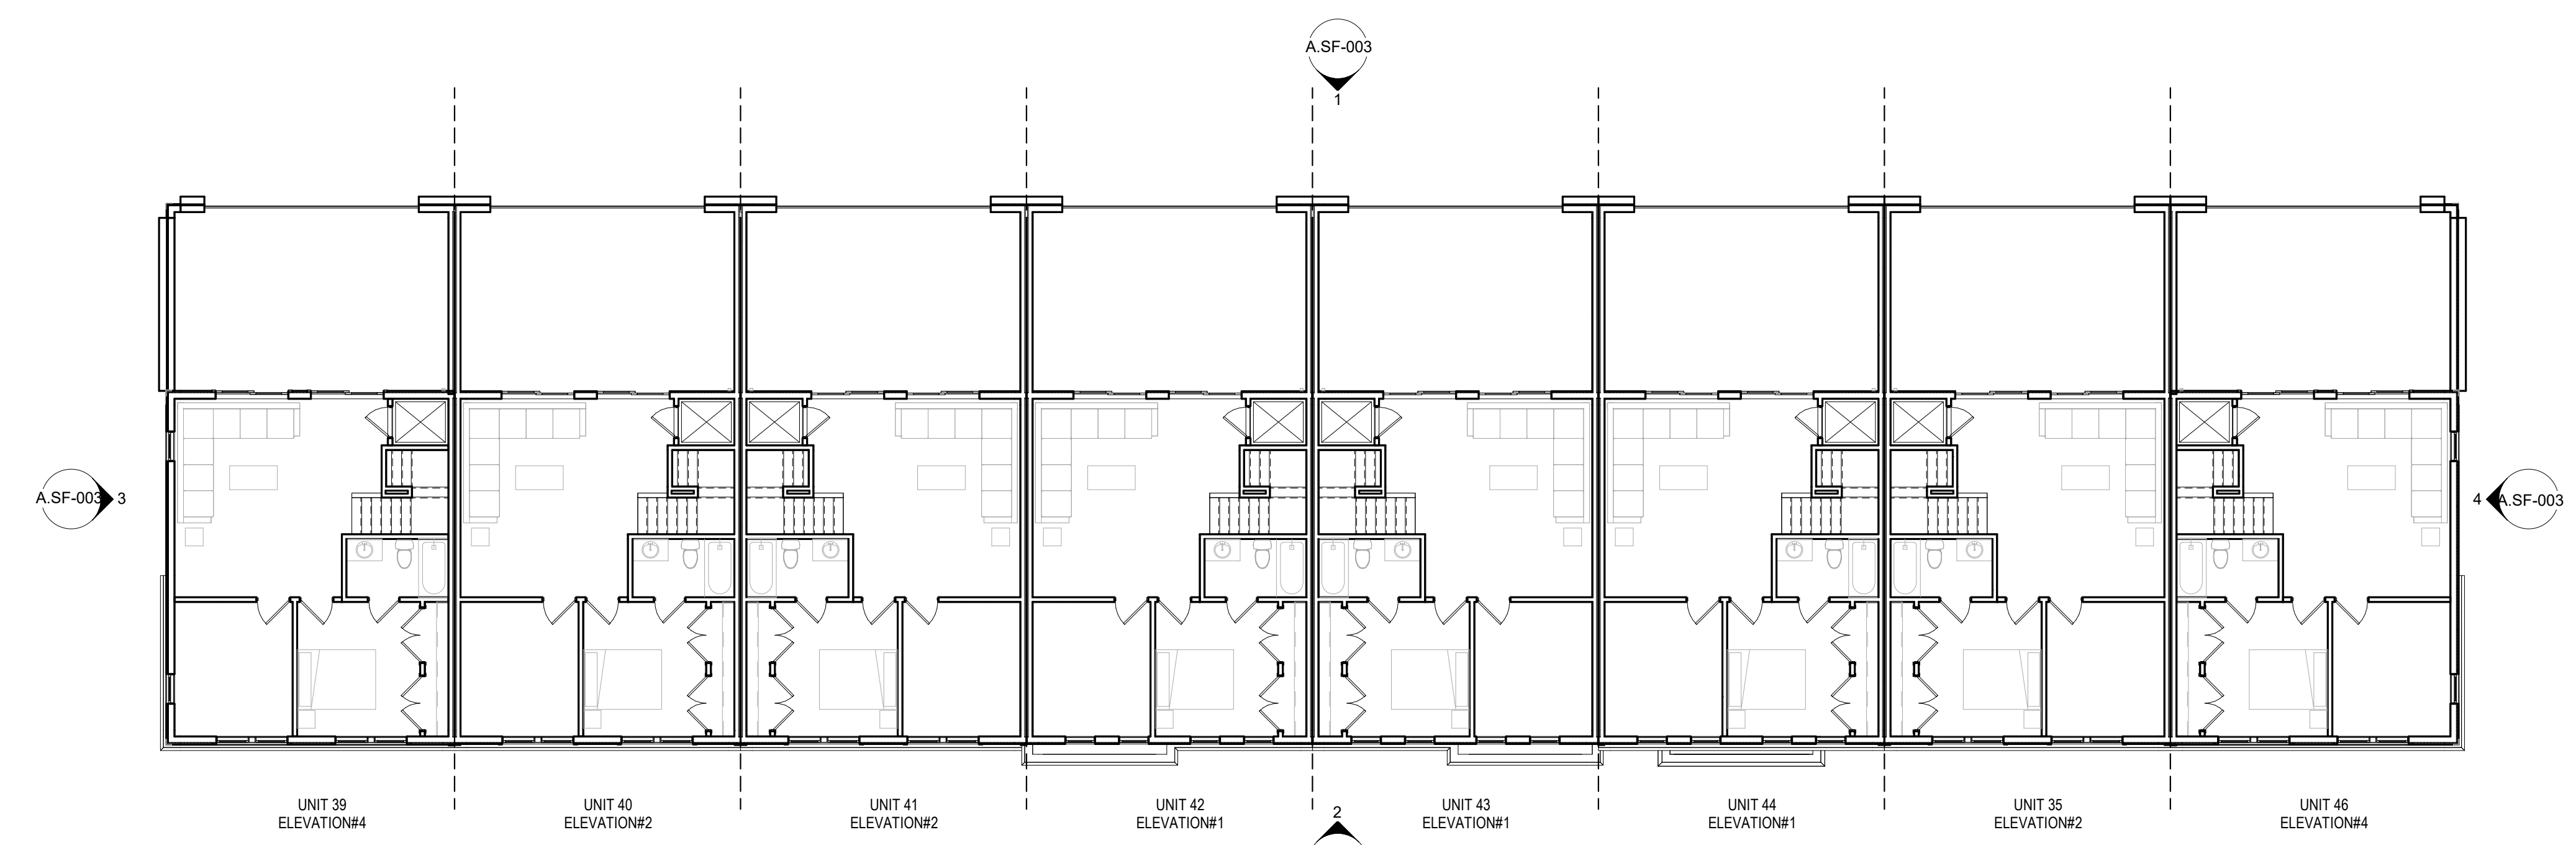 A.SF-003
1
A.SF-003 3
4 A.SF-003
UNIT 39
ELEVATION#4
UNIT 40
ELEVATION#2
UNIT 41
ELEVATION#2
UNIT 42
ELEVATION#1
2
UNIT 43
ELEVATION#1
UNIT 44
ELEVATION#1
UNIT 35
ELEVATION#2
UNIT 46
ELEVATION#4